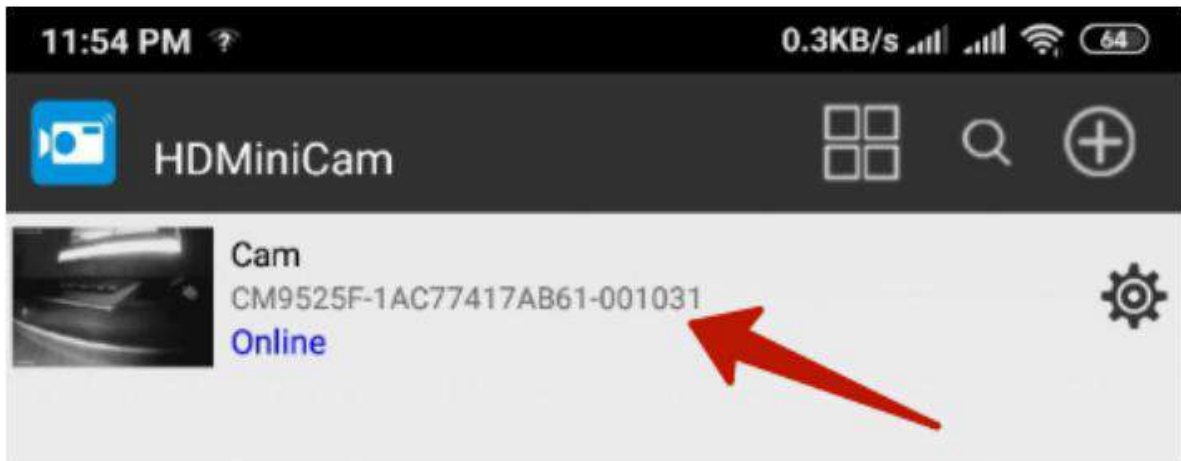 11:54 PM ? 0.3KB/s 64
HDMiniCam
Cam
CM9525F-1AC77417AB61-001031
Online